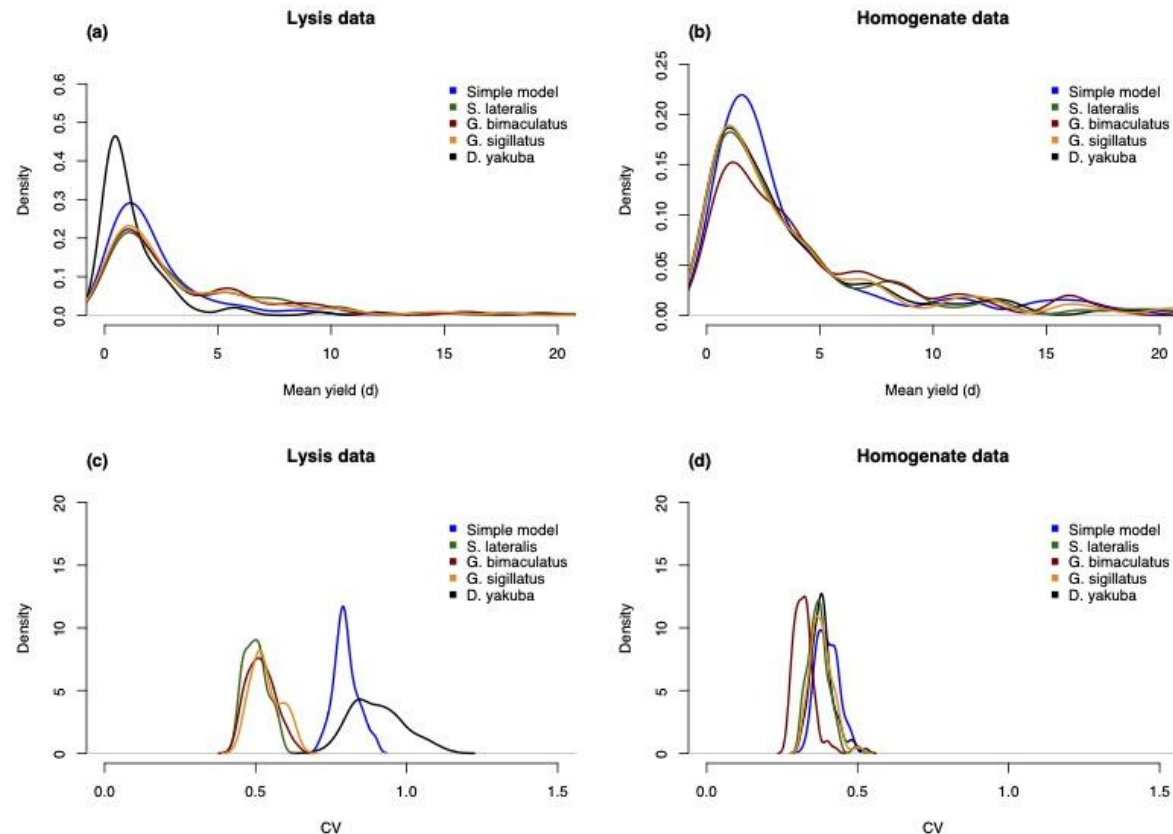 (a) Lysis data
Density
0.0 0.1 0.2 0.3 0.4 0.5 0.6
Simple model
S. lateralis
G. bimaculatus
G. sigillatus
D. yakuba
0 5 10 15 20
Mean yield (d)
(b) Homogenate data
Density
0.00 0.05 0.10 0.15 0.20 0.25
Simple model
S. lateralis
G. bimaculatus
G. sigillatus
D. yakuba
0 5 10 15 20
Mean yield (d)
(c) Lysis data
Density
0 5 10 15 20
Simple model
S. lateralis
G. bimaculatus
G. sigillatus
D. yakuba
0.0 0.5 1.0 1.5
CV
(d) Homogenate data
Density
0 5 10 15 20
Simple model
S. lateralis
G. bimaculatus
G. sigillatus
D. yakuba
0.0 0.5 1.0 1.5
CV